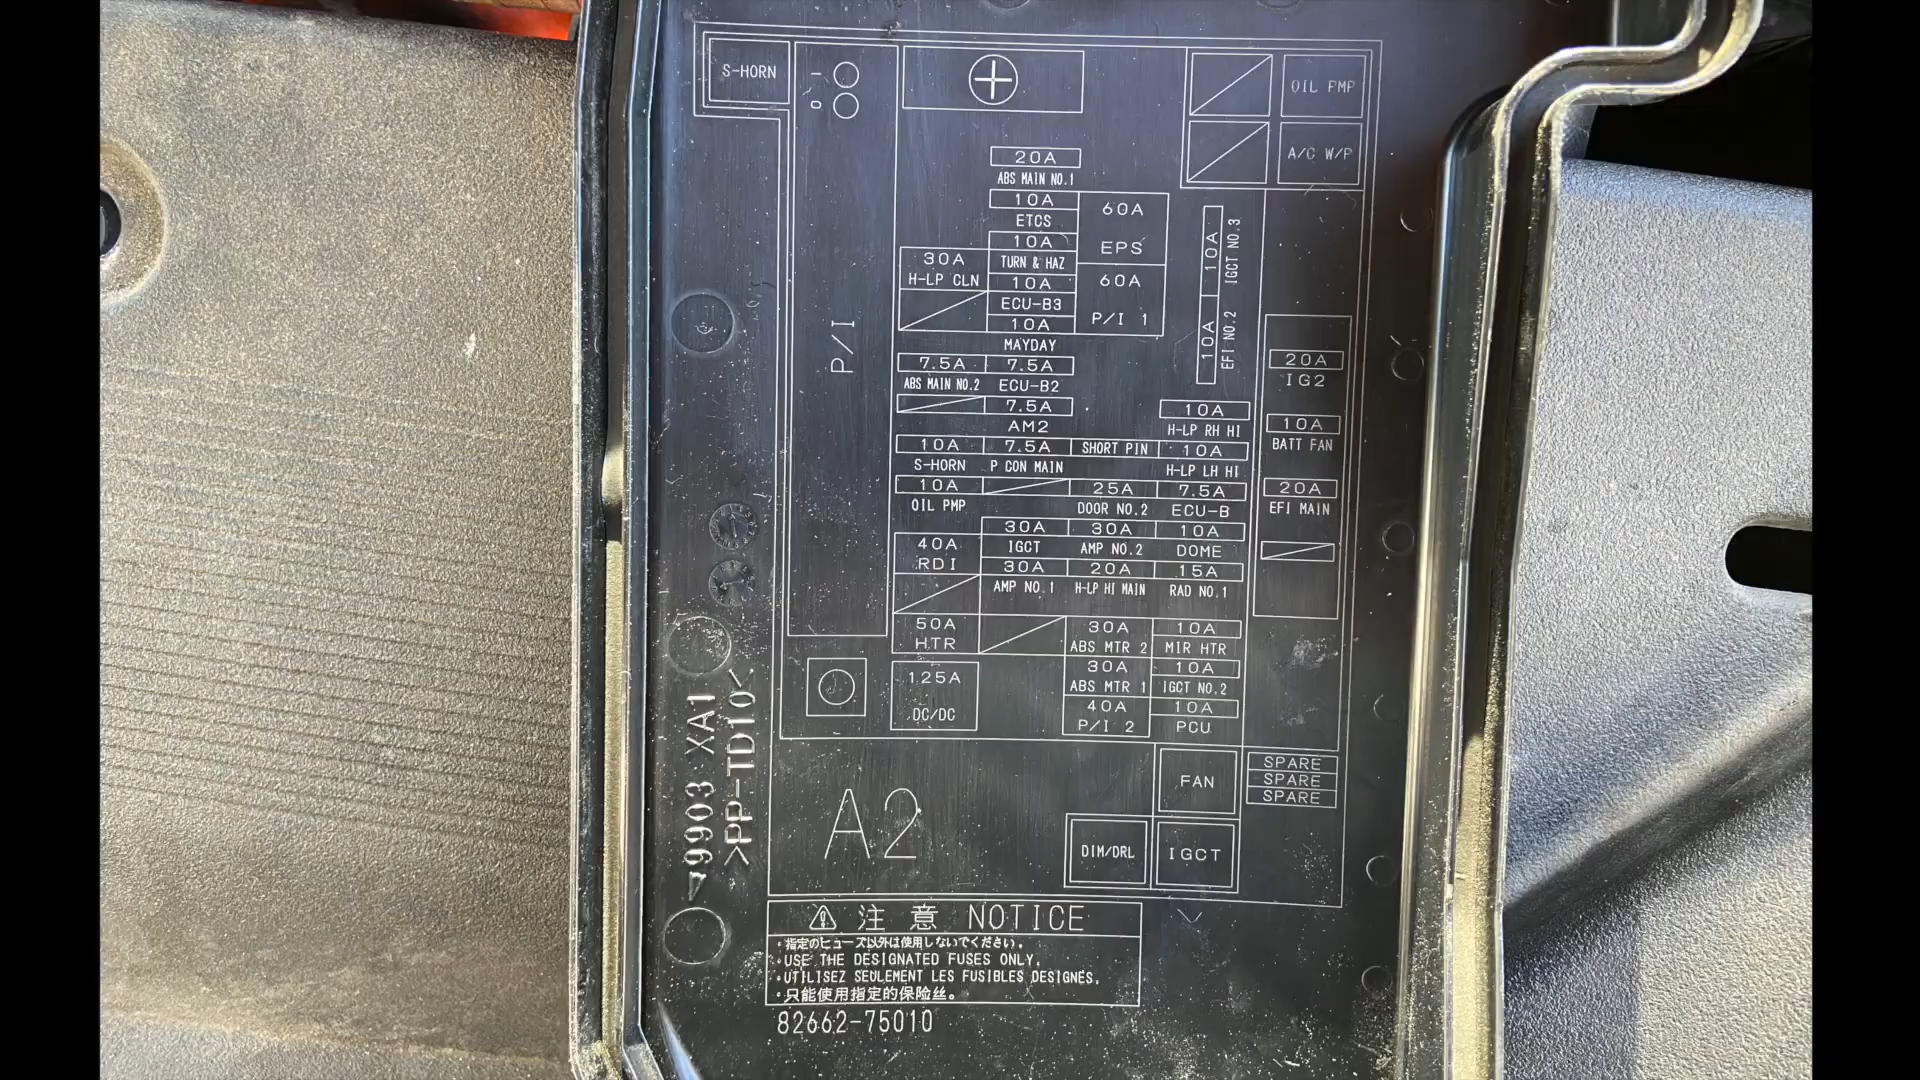 S-HORN
P/I
OIL PMP
A/C W/P
20A
ABS MAIN NO.1
10A
ETCS
10A
TURN & HAZ
10A
ECU-B3
10A
MAYDAY
60A
EPS
60A
P/I 1
30A
H-LP CLN
10A
IGCT NO.3
10A
EFI NO.2
7.5A
ABS MAIN NO.2
7.5A
ECU-B2
7.5A
AM2
10A
H-LP RH HI
10A
S-HORN
7.5A
P CON MAIN
SHORT PIN
10A
H-LP LH HI
10A
OIL PMP
25A
DOOR NO.2
7.5A
ECU-B
20A
IG2
10A
BATT FAN
20A
EFI MAIN
40A
RDI
30A
IGCT
30A
AMP NO.2
10A
DOME
30A
AMP NO.1
20A
H-LP HI MAIN
15A
RAD NO.1
50A
HTR
30A
ABS MTR 2
10A
MIR HTR
125A
DC/DC
30A
ABS MTR 1
10A
IGCT NO.2
40A
P/I 2
10A
PCU
FAN
SPARE
SPARE
SPARE
DIM/DRL
IGCT
A2
>PP-TD10<
注意 NOTICE
・指定のヒューズ以外は使用しないでください。
・USE THE DESIGNATED FUSES ONLY.
・UTILISEZ SEULEMENT LES FUSIBLES DESIGNÉS.
・只能使用指定的保险丝。
82662-75010